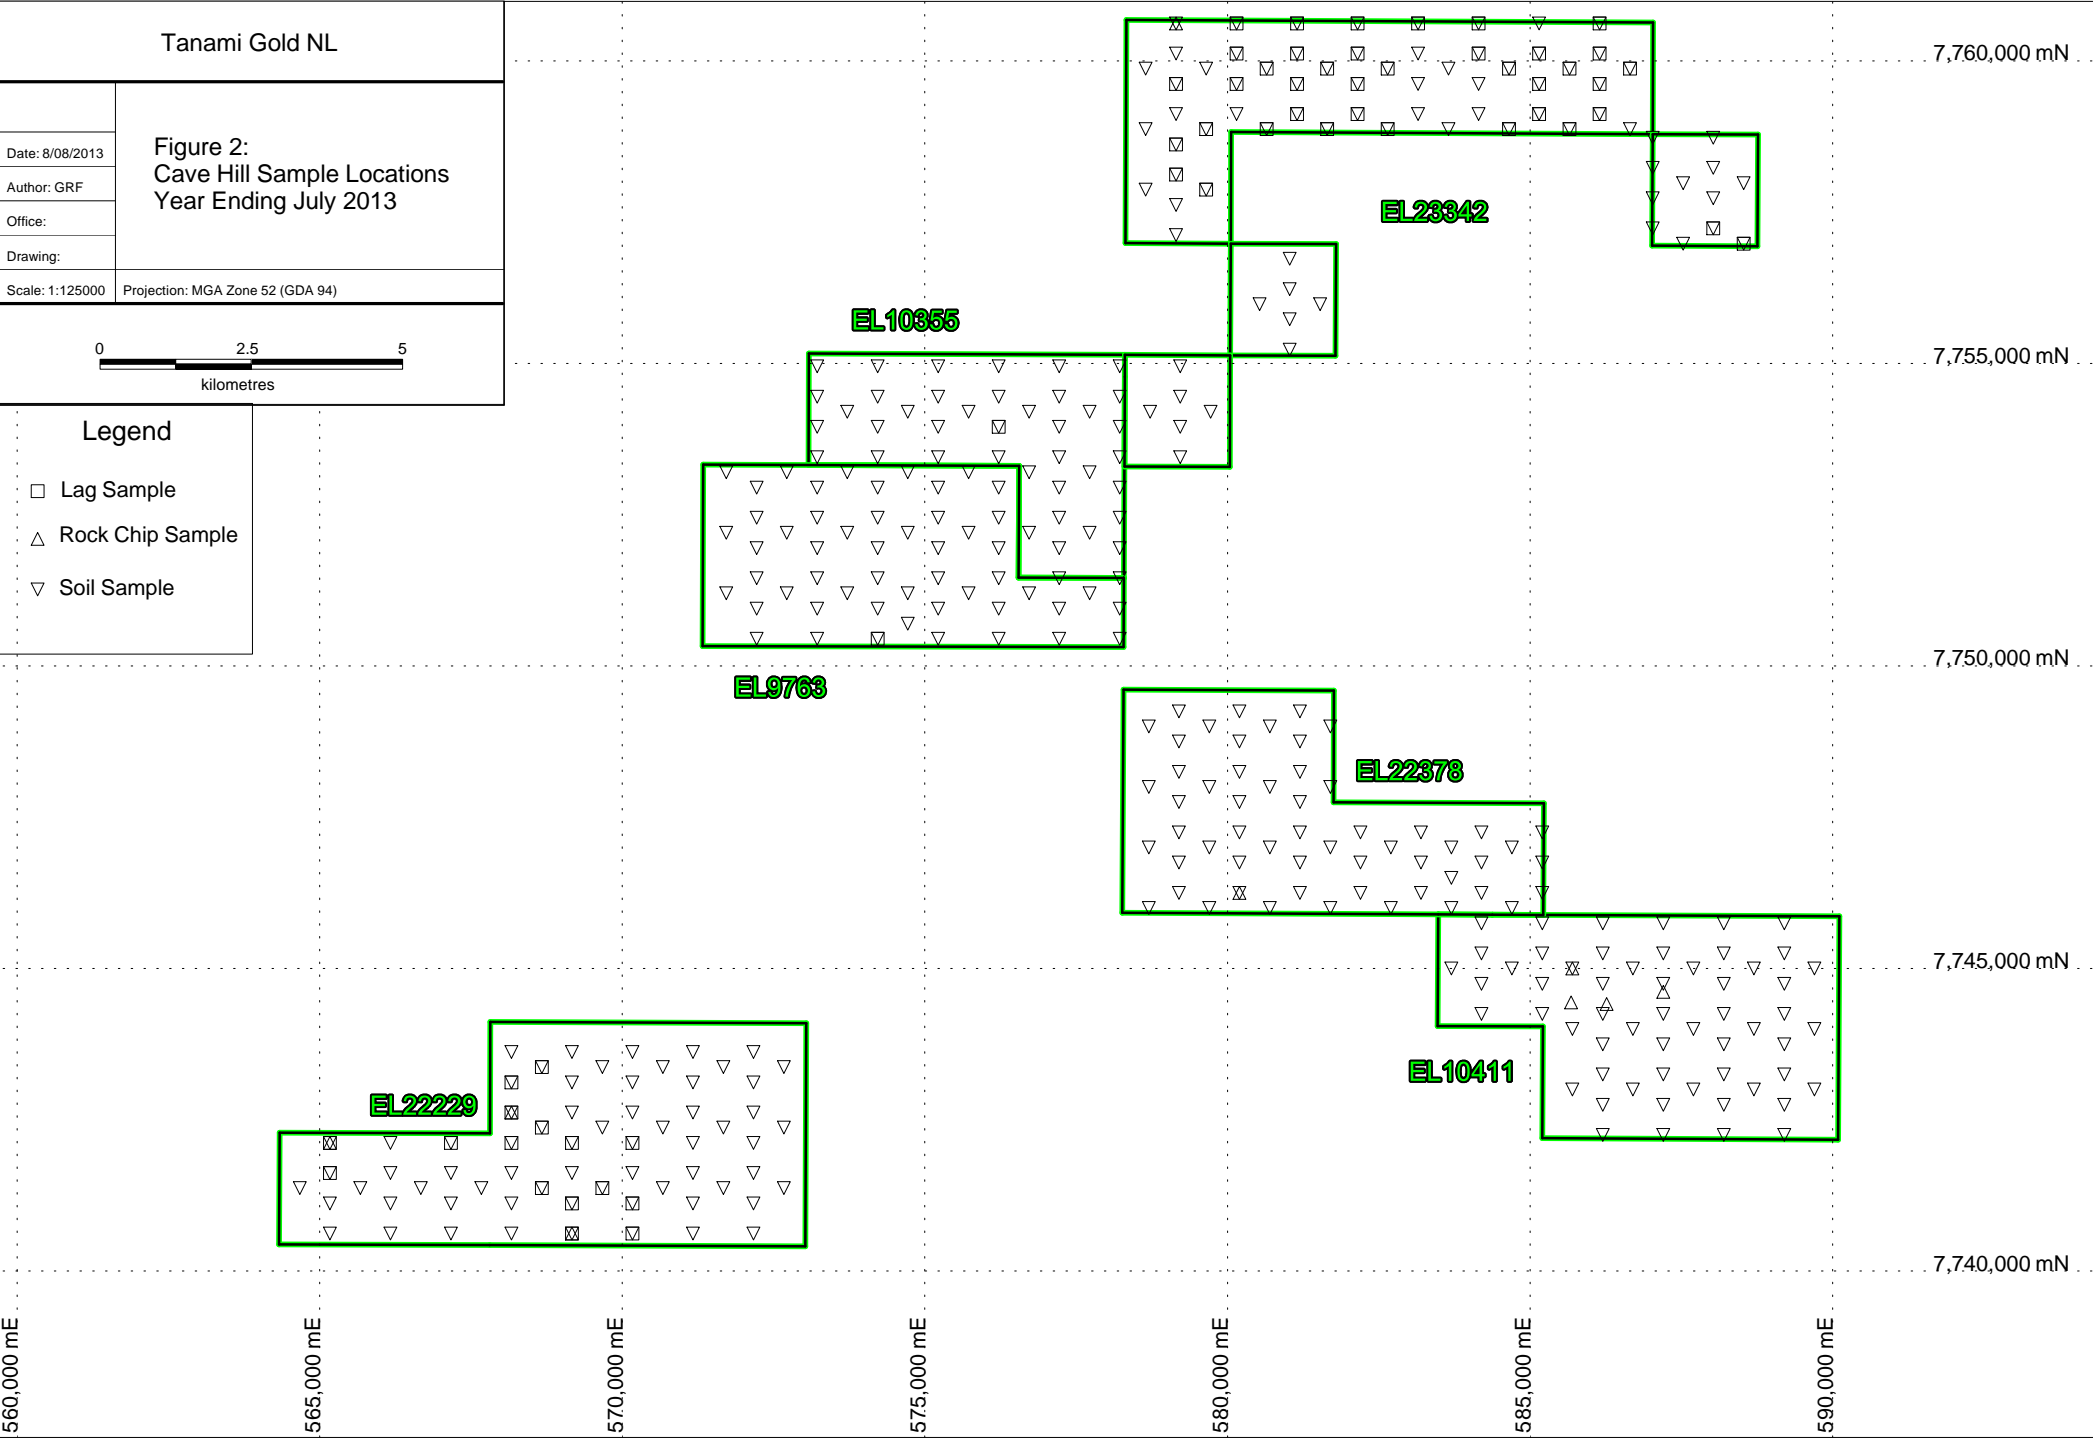 Tanami Gold NL
Figure 2:
Cave Hill Sample Locations
Year Ending July 2013
Date: 8/08/2013
Author: GRF
Office:
Drawing:
Scale: 1:125000
Projection: MGA Zone 52 (GDA 94)
0 2.5 5
kilometres
Legend
Lag Sample
Rock Chip Sample
Soil Sample
EL23342
EL10355
EL9763
EL22378
EL10411
EL22229
7,760,000 mN
7,755,000 mN
7,750,000 mN
7,745,000 mN
7,740,000 mN
560,000 mE
565,000 mE
570,000 mE
575,000 mE
580,000 mE
585,000 mE
590,000 mE